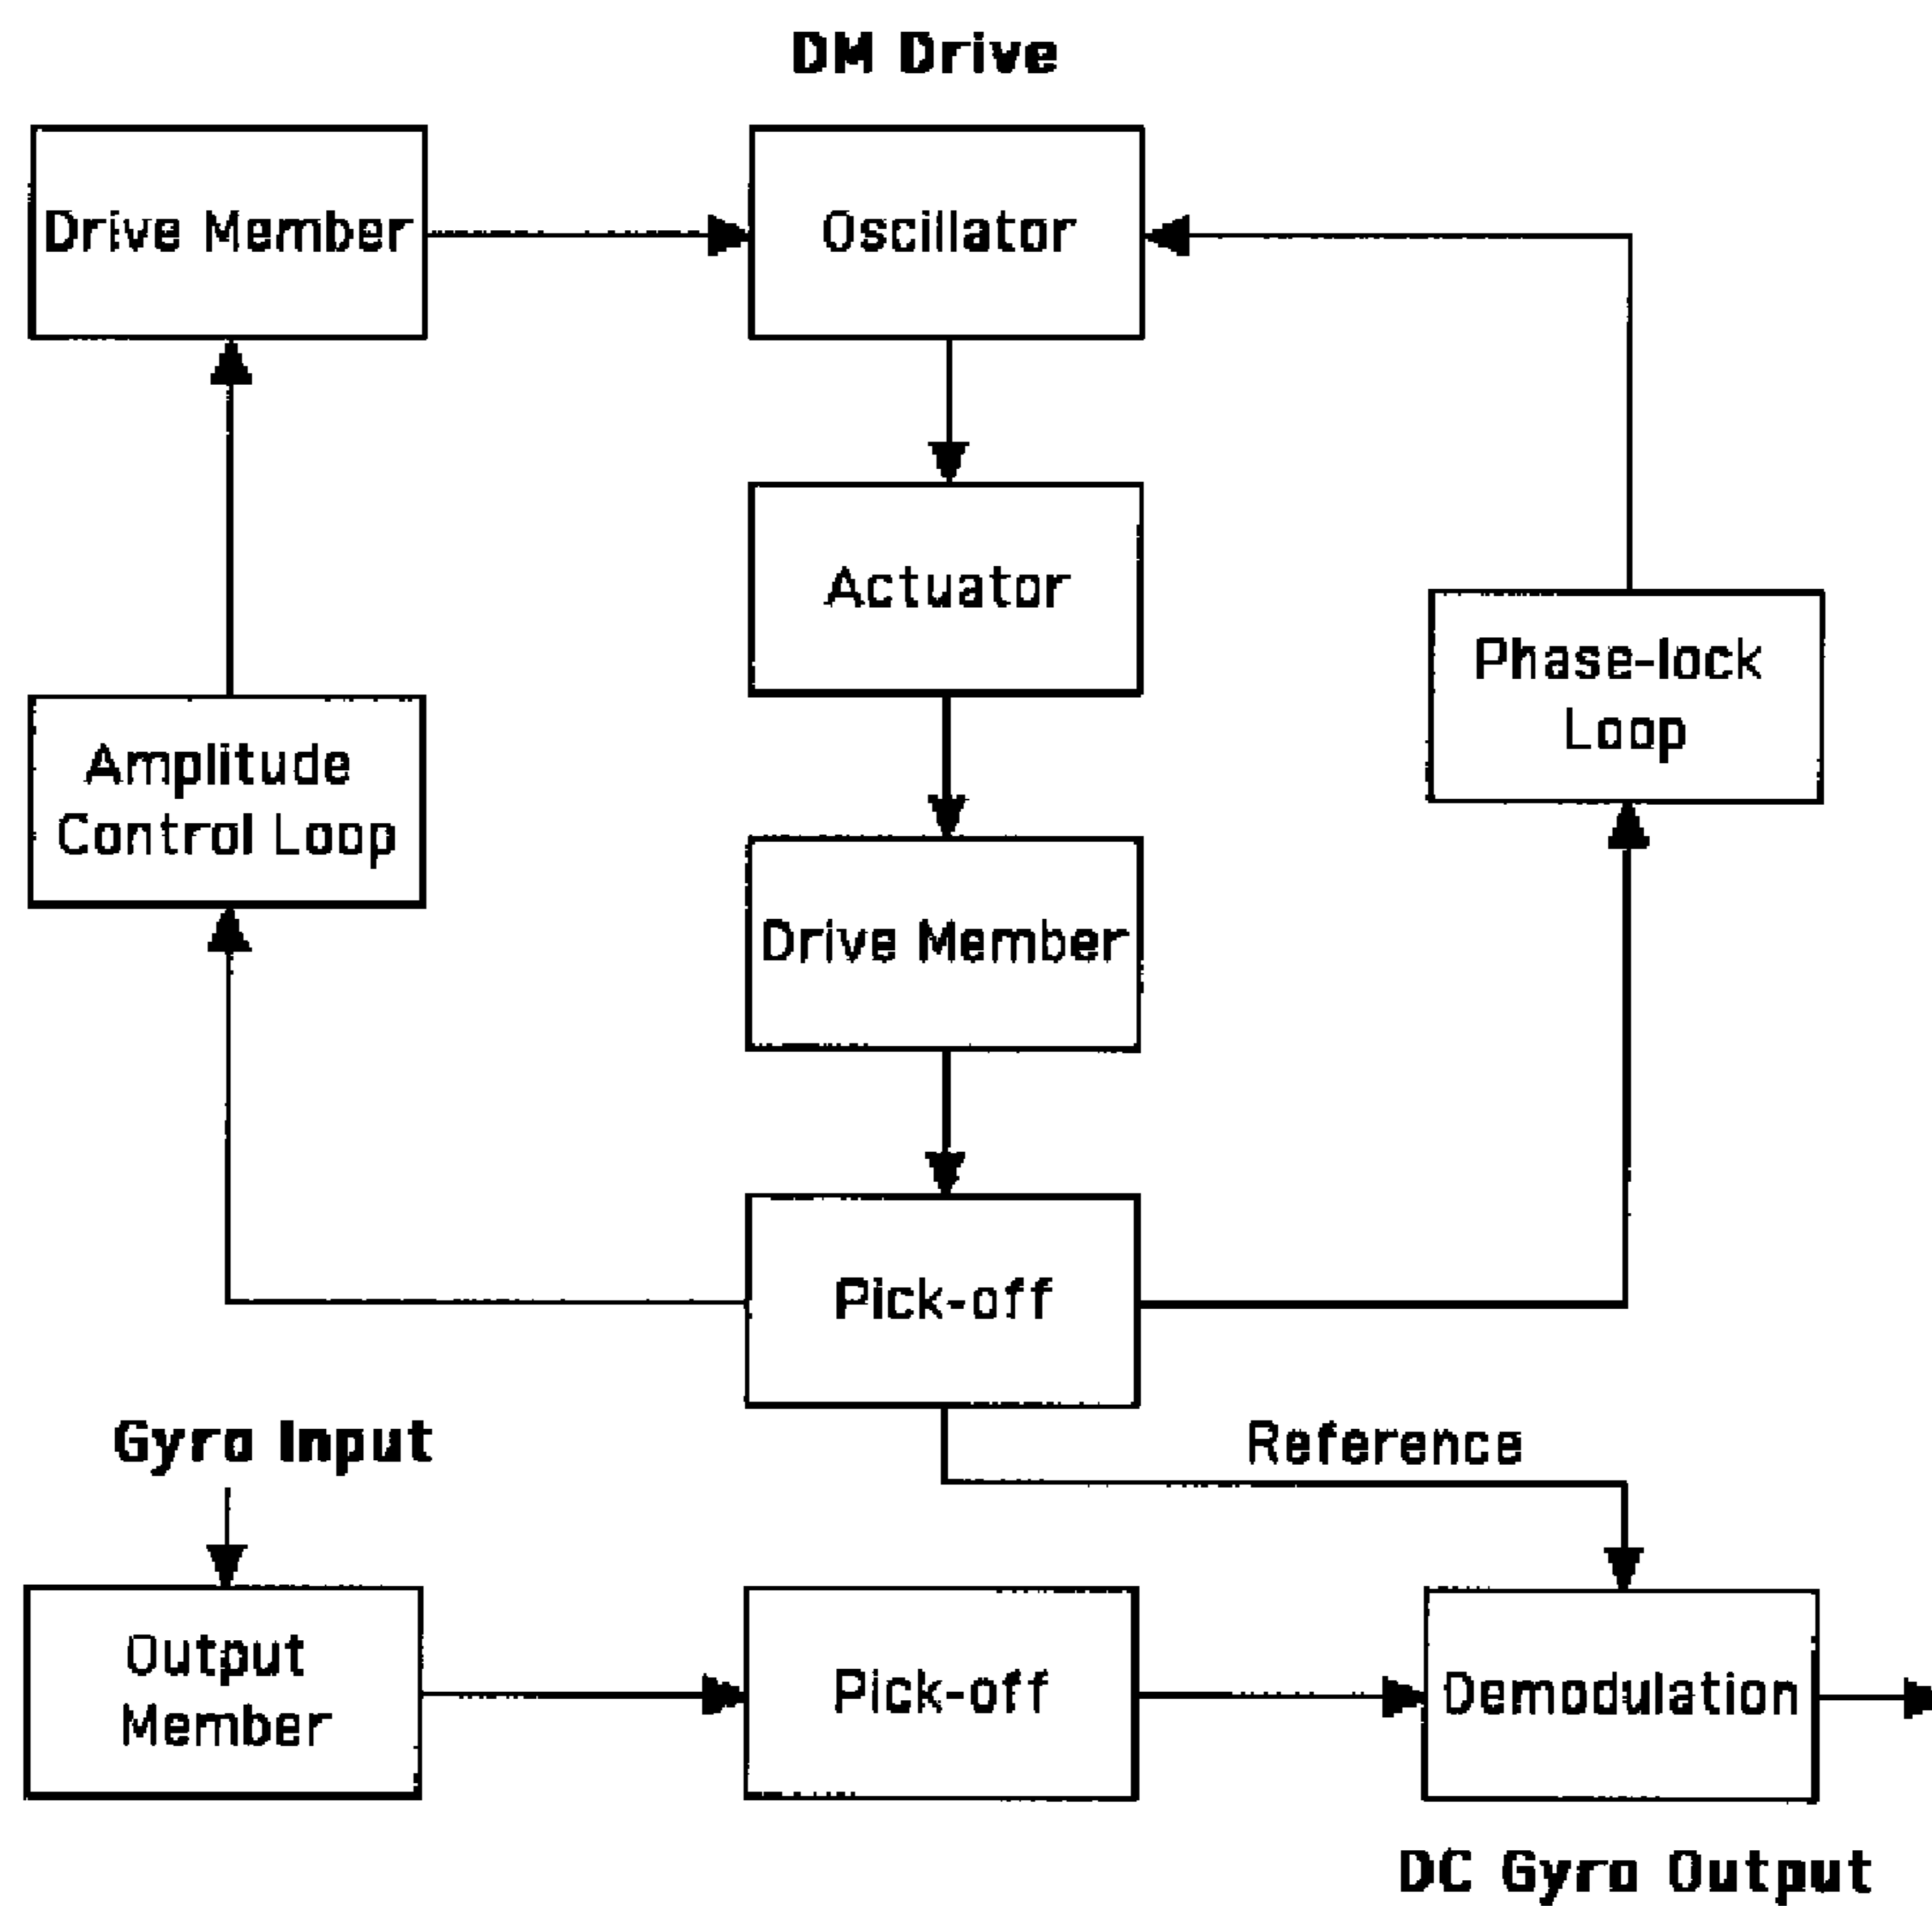 DM Drive
Drive Member
Oscillator
Actuator
Phase-lock
Loop
Amplitude
Control Loop
Drive Member
Pick-off
Gyro Input
Reference
Output
Member
Pick-off
Demodulation
DC Gyro Output